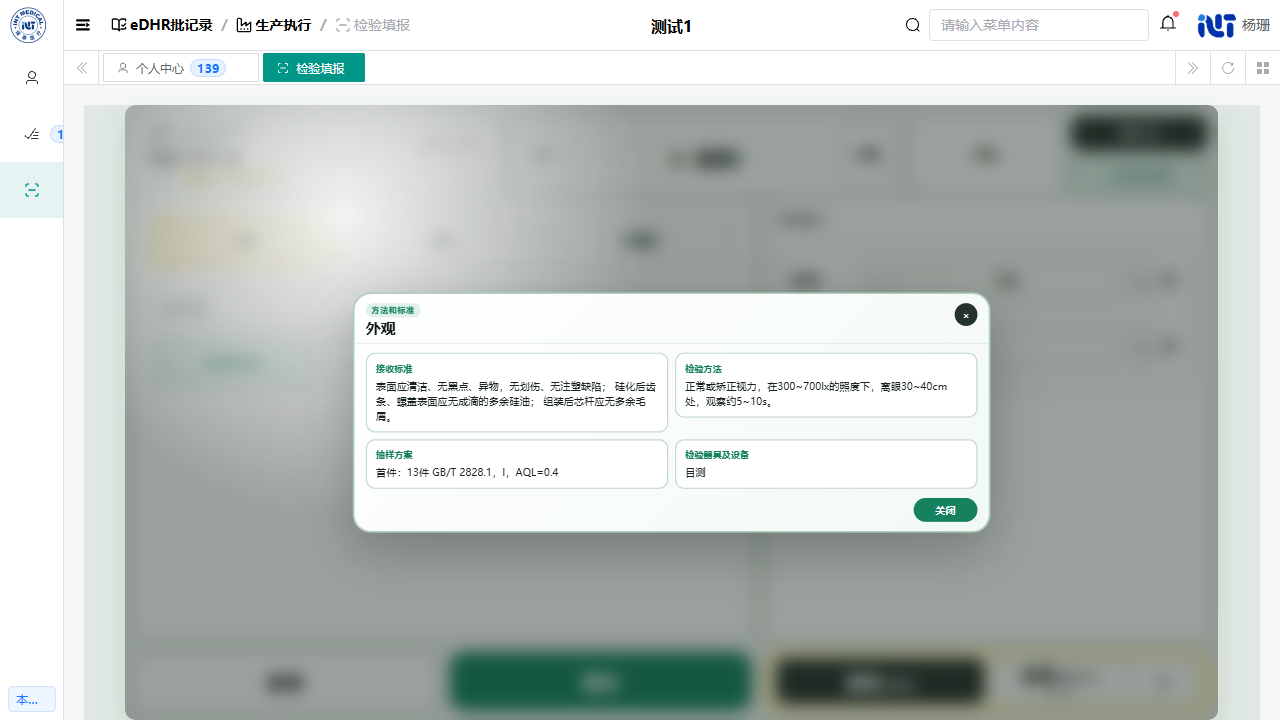 eDHR批记录 / 生产执行 / 检验填报
测试1
请输入菜单内容
杨珊
个人中心 139
检验填报
1
方法和标准
外观
×
接收标准
表面应清洁、无黑点、异物，无划伤、无注塑缺陷； 硅化后齿
条、螺盖表面应无成滴的多余硅油； 组装后芯杆应无多余毛
屑。
检验方法
正常或矫正视力，在300~700lx的照度下，离眼30~40cm
处，观察约5~10s。
抽样方案
首件：13件 GB/T 2828.1，I，AQL=0.4
检验器具及设备
目测
关闭
本...